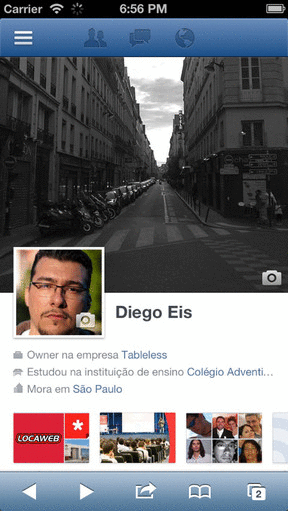 Carrier 6:56 PM
Diego Eis
Owner na empresa Tableless
Estudou na instituição de ensino Colégio Adventi...
Mora em São Paulo
LOCAWEB
2